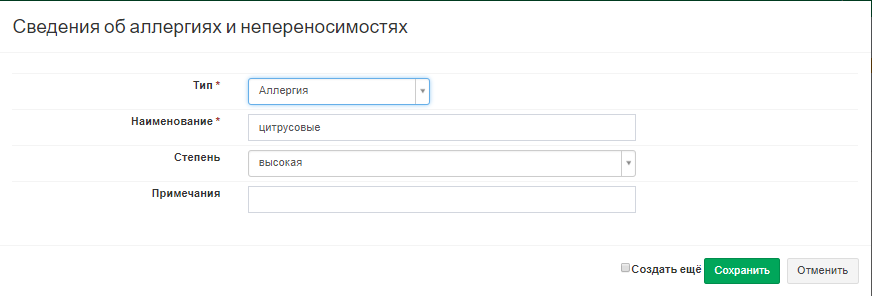 Сведения об аллергиях и непереносимостях
Тип *
Аллергия
Наименование *
цитрусовые
Степень
высокая
Примечания
Создать ещё Сохранить Отменить